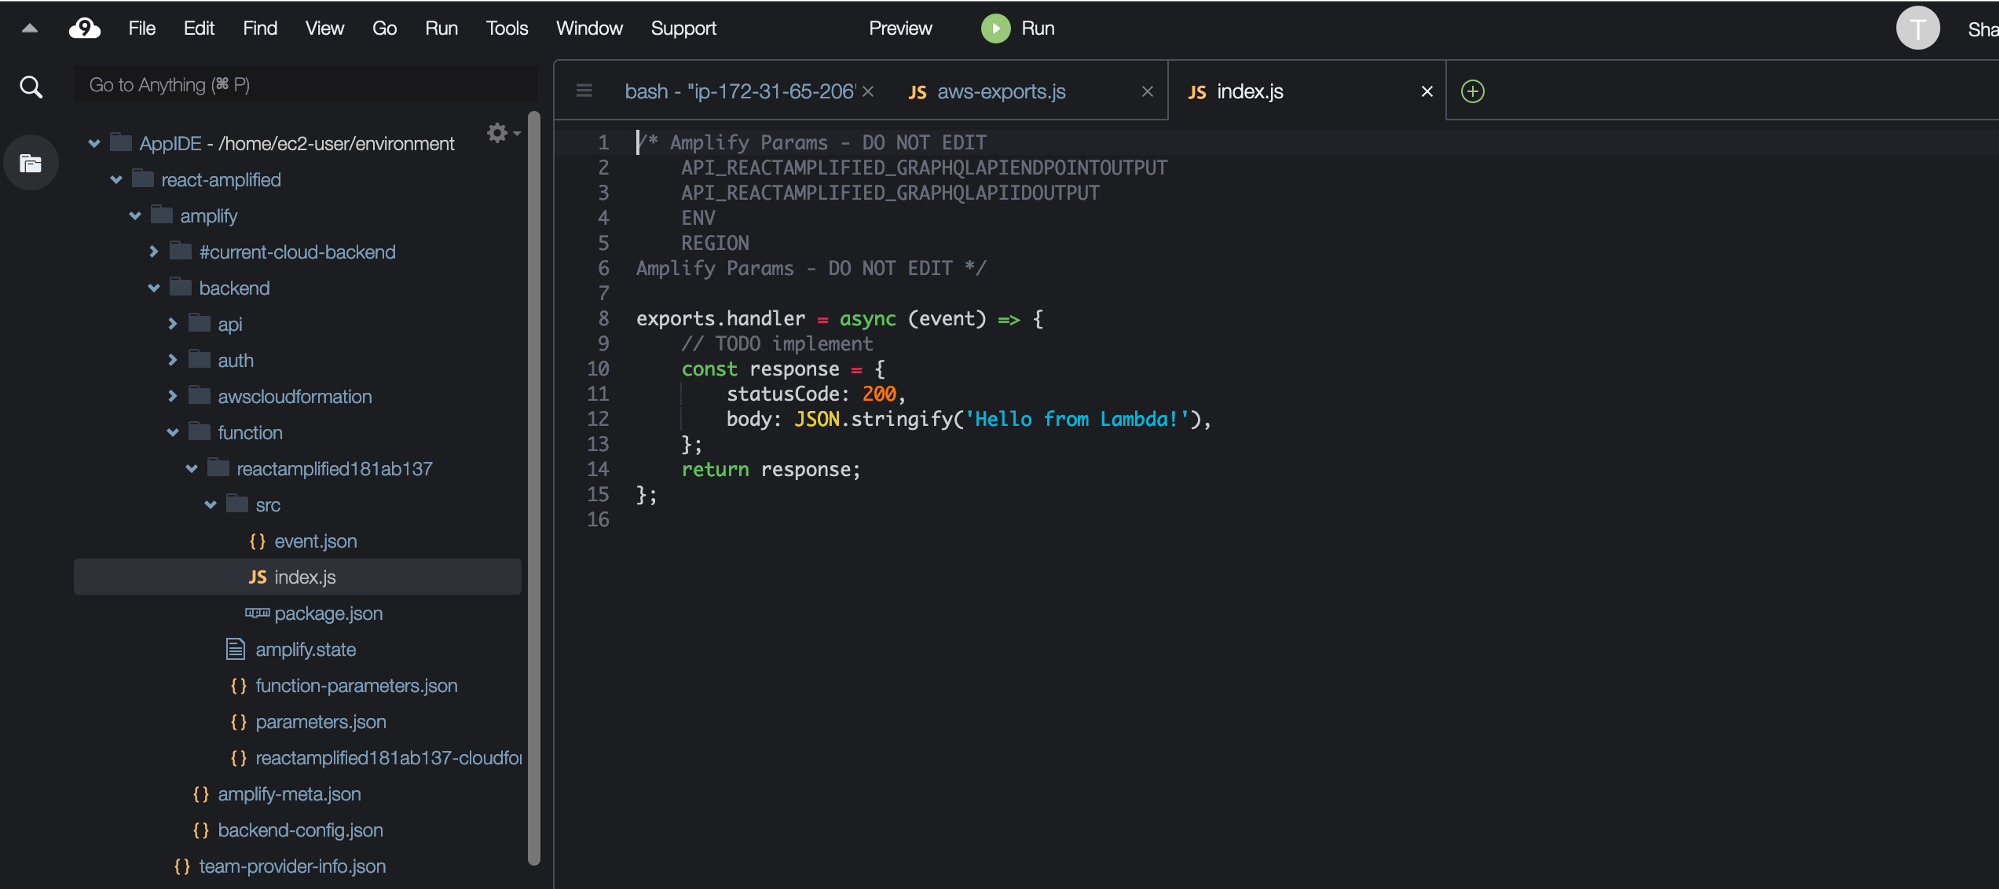 9 File Edit Find View Go Run Tools Window Support Preview Run T Sha
Go to Anything (⌘ P)
bash - "ip-172-31-65-206" × JS aws-exports.js × JS index.js ×
AppIDE - /home/ec2-user/environment
react-amplified
amplify
#current-cloud-backend
backend
api
auth
awscloudformation
function
reactamplified181ab137
src
{} event.json
JS index.js
package.json
amplify.state
{} function-parameters.json
{} parameters.json
{} reactamplified181ab137-cloudfor
{} amplify-meta.json
{} backend-config.json
{} team-provider-info.json
1 /* Amplify Params - DO NOT EDIT
2     API_REACTAMPLIFIED_GRAPHQLAPIENDPOINTOUTPUT
3     API_REACTAMPLIFIED_GRAPHQLAPIIDOUTPUT
4     ENV
5     REGION
6 Amplify Params - DO NOT EDIT */
7
8 exports.handler = async (event) => {
9     // TODO implement
10     const response = {
11         statusCode: 200,
12         body: JSON.stringify('Hello from Lambda!'),
13     };
14     return response;
15 };
16